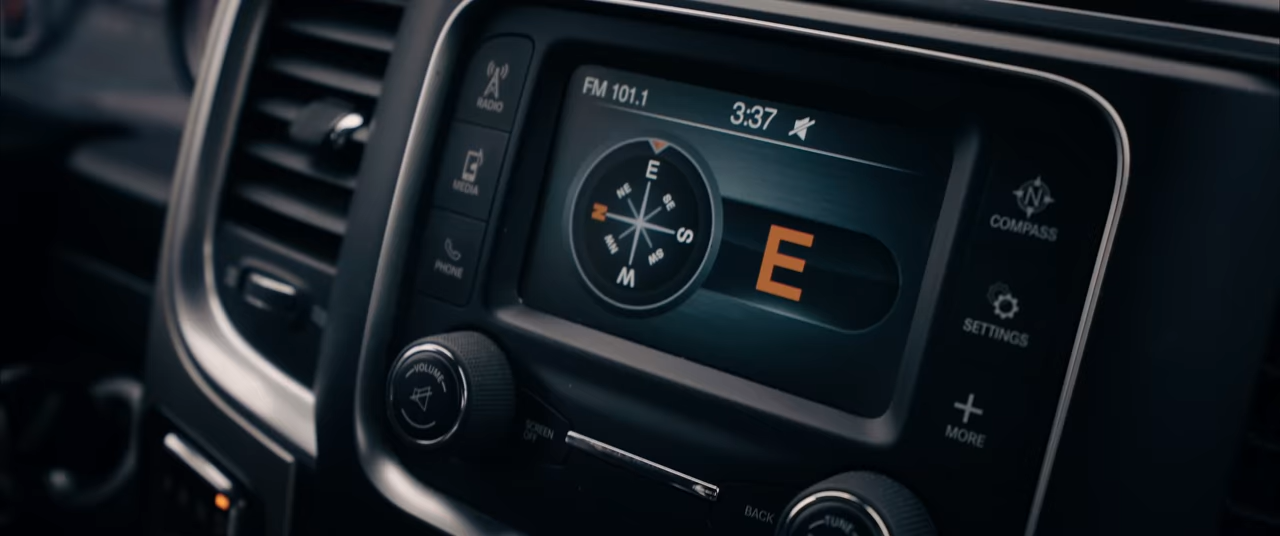 RADIO
MEDIA
PHONE
FM 101.1
3:37
E
NE
SE
N
S
NW
SW
W
E
N
COMPASS
SETTINGS
MORE
VOLUME
SCREEN
OFF
BACK
TUNE